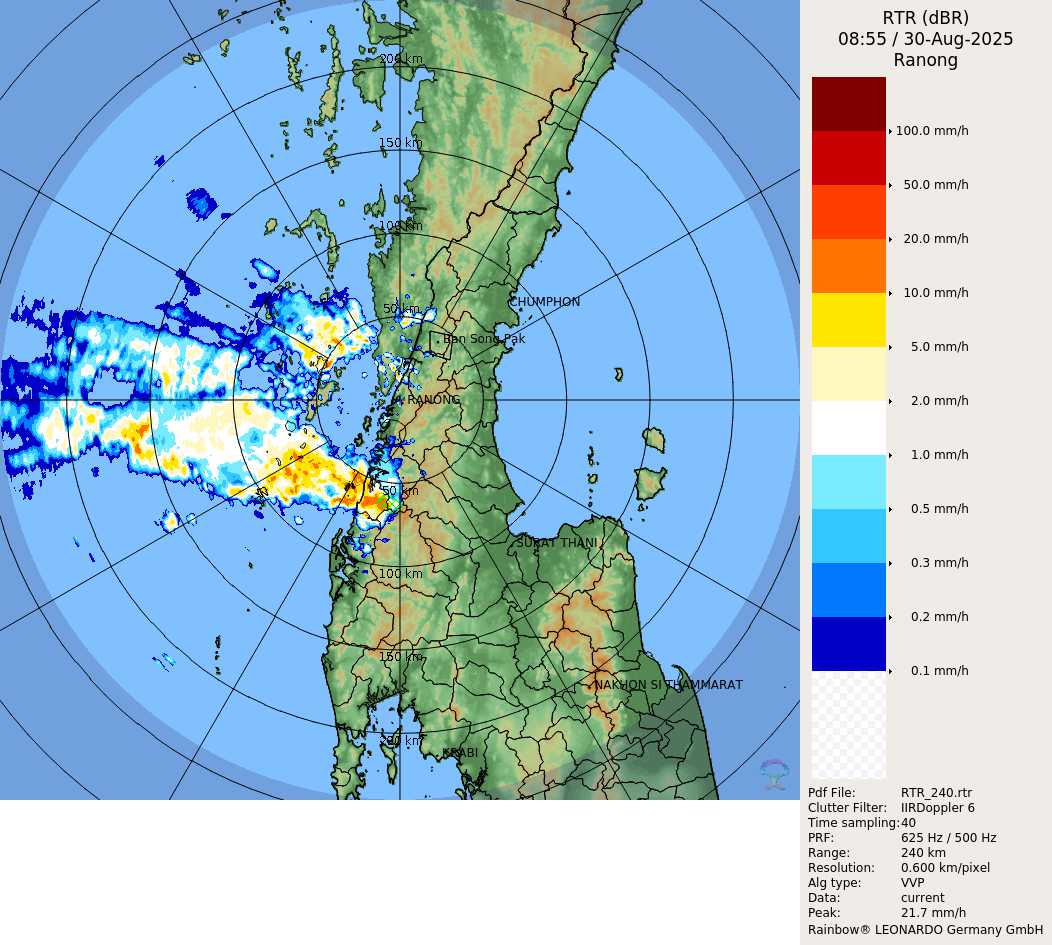 RTR (dBR)
08:55 / 30-Aug-2025
Ranong
200 km
150 km
100 km
50 km
CHUMPHON
Ban Song Pak
RANONG
50 km
SURAT THANI
100 km
150 km
NAKHON SI THAMMARAT
200 km
KRABI
100.0 mm/h
50.0 mm/h
20.0 mm/h
10.0 mm/h
5.0 mm/h
2.0 mm/h
1.0 mm/h
0.5 mm/h
0.3 mm/h
0.2 mm/h
0.1 mm/h
Pdf File: RTR_240.rtr
Clutter Filter: IIRDoppler 6
Time sampling:40
PRF: 625 Hz / 500 Hz
Range: 240 km
Resolution: 0.600 km/pixel
Alg type: VVP
Data: current
Peak: 21.7 mm/h
Rainbow® LEONARDO Germany GmbH